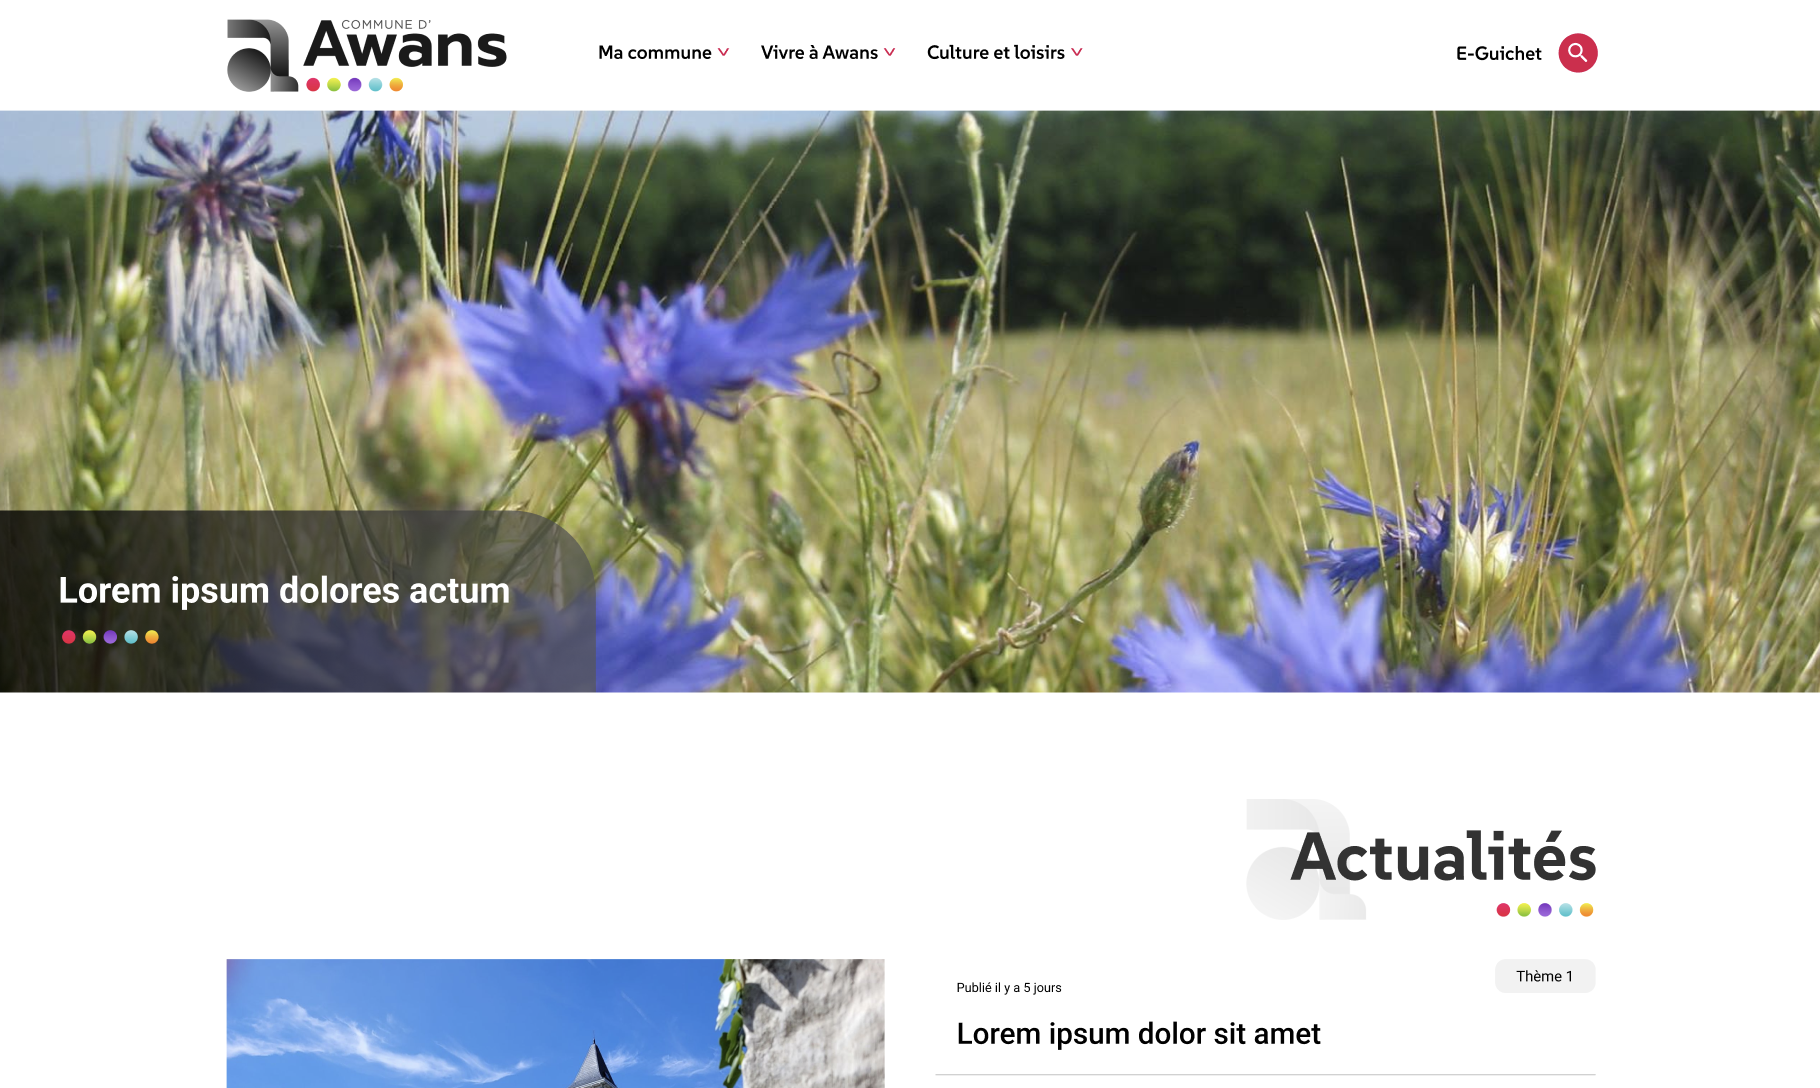 COMMUNE D'
Awans
Ma commune
Vivre à Awans
Culture et loisirs
E-Guichet
Lorem ipsum dolores actum
Actualités
Thème 1
Publié il y a 5 jours
Lorem ipsum dolor sit amet